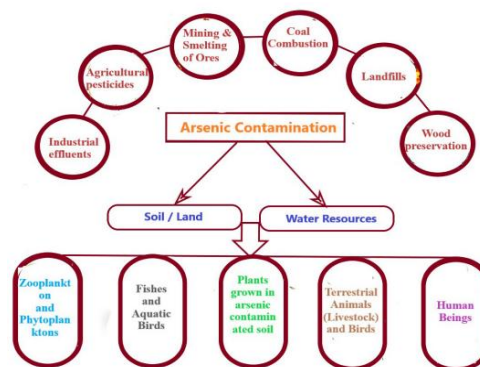 Mining &
Smelting
of Ores
Coal
Combustion
Agricultural
pesticides
Landfills
Industrial
effluents
Wood
preservation
Arsenic Contamination
Soil / Land
Water Resources
Zooplankt
on and
Phytoplan
ktons
Fishes
and
Aquatic
Birds
Plants
grown in
arsenic
contamin
ated soil
Terrestrial
Animals
(Livestock)
and Birds
Human
Beings